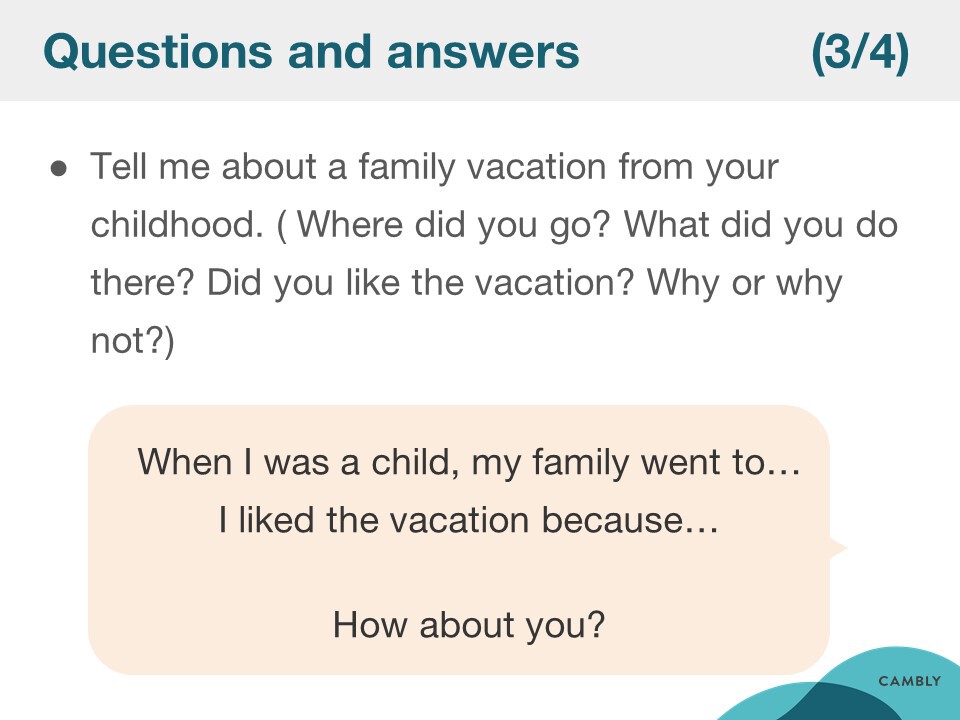 Questions and answers (3/4)
● Tell me about a family vacation from your
childhood. ( Where did you go? What did you do
there? Did you like the vacation? Why or why
not?)
When I was a child, my family went to…
I liked the vacation because…
How about you?
CAMBLY